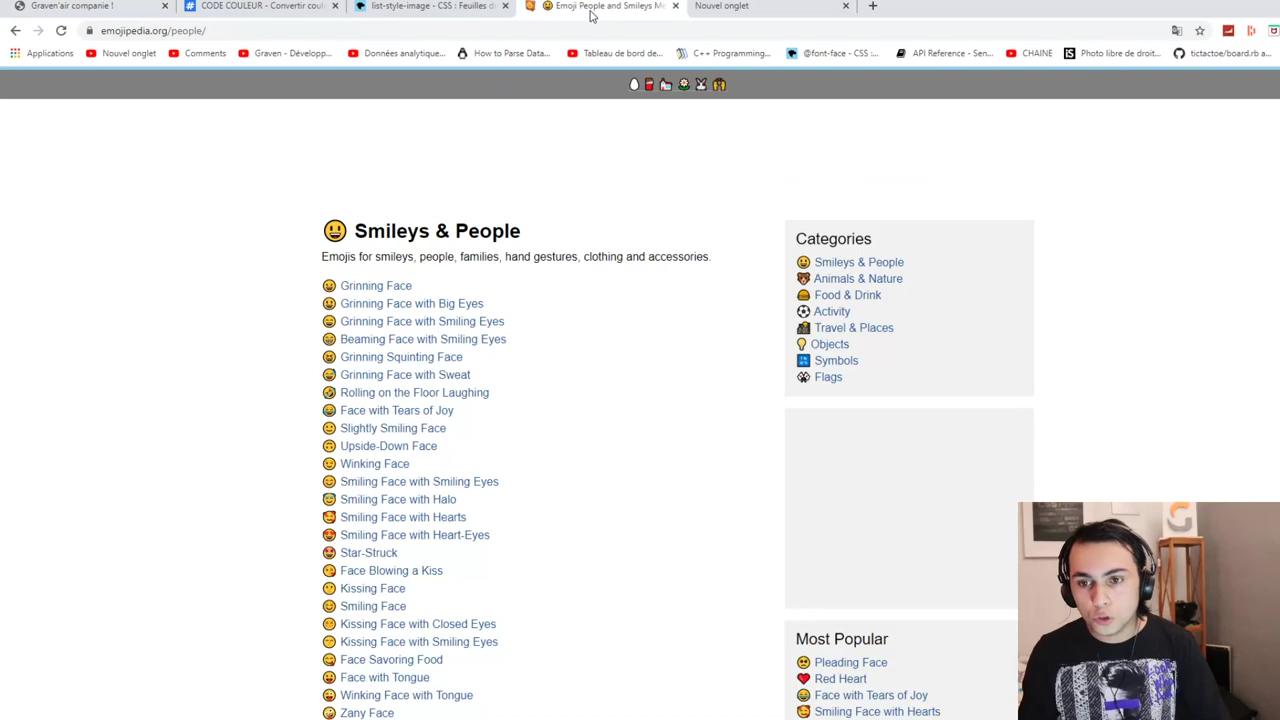 Graven'air companie !
CODE COULEUR - Convertir coul
list-style-image - CSS : Feuilles d
Emoji People and Smileys Me
Nouvel onglet
emojipedia.org/people/
Applications
Nouvel onglet
Comments
Graven - Développ...
Données analytique...
How to Parse Data...
Tableau de bord de...
C++ Programming...
@font-face - CSS :...
API Reference - Sen...
CHAINE
Photo libre de droit...
tictactoe/board.rb a...
Smileys & People
Emojis for smileys, people, families, hand gestures, clothing and accessories.
Grinning Face
Grinning Face with Big Eyes
Grinning Face with Smiling Eyes
Beaming Face with Smiling Eyes
Grinning Squinting Face
Grinning Face with Sweat
Rolling on the Floor Laughing
Face with Tears of Joy
Slightly Smiling Face
Upside-Down Face
Winking Face
Smiling Face with Smiling Eyes
Smiling Face with Halo
Smiling Face with Hearts
Smiling Face with Heart-Eyes
Star-Struck
Face Blowing a Kiss
Kissing Face
Smiling Face
Kissing Face with Closed Eyes
Kissing Face with Smiling Eyes
Face Savoring Food
Face with Tongue
Winking Face with Tongue
Zany Face
Categories
Smileys & People
Animals & Nature
Food & Drink
Activity
Travel & Places
Objects
Symbols
Flags
Most Popular
Pleading Face
Red Heart
Face with Tears of Joy
Smiling Face with Hearts